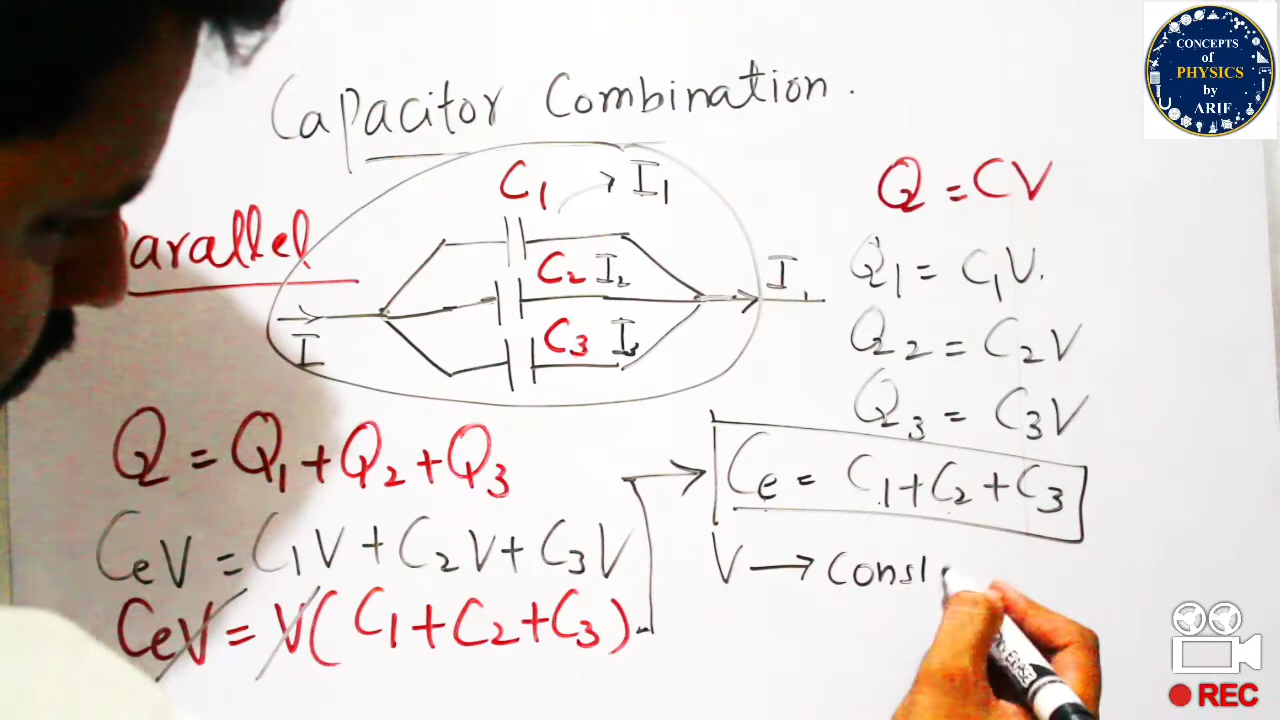 Capacitor Combination.
CONCEPTS
of
PHYSICS
by
ARIF
arallel
C1 → I1
C2 I2
C3 I3
I
I
Q = CV
Q1 = C1V.
Q2 = C2V
Q3 = C3V
Q = Q1 + Q2 + Q3
CeV = C1V + C2V + C3V
CeV = V(C1 + C2 + C3)
Ce = C1 + C2 + C3
V → Const
REC